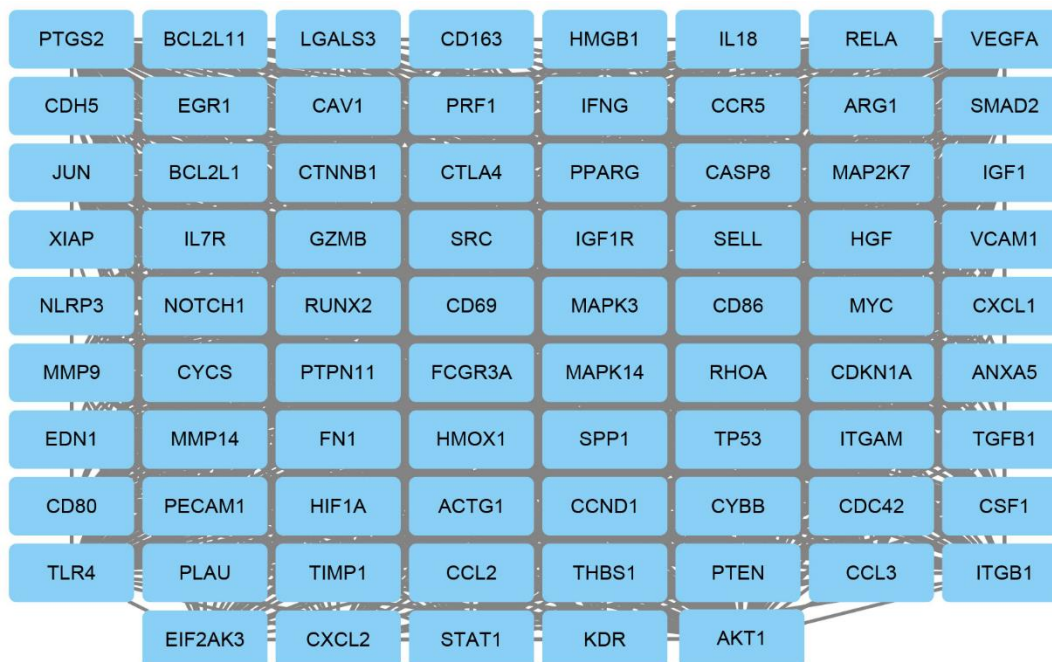 PTGS2 BCL2L11 LGALS3 CD163 HMGB1 IL18 RELA VEGFA
CDH5 EGR1 CAV1 PRF1 IFNG CCR5 ARG1 SMAD2
JUN BCL2L1 CTNNB1 CTLA4 PPARG CASP8 MAP2K7 IGF1
XIAP IL7R GZMB SRC IGF1R SELL HGF VCAM1
NLRP3 NOTCH1 RUNX2 CD69 MAPK3 CD86 MYC CXCL1
MMP9 CYCS PTPN11 FCGR3A MAPK14 RHOA CDKN1A ANXA5
EDN1 MMP14 FN1 HMOX1 SPP1 TP53 ITGAM TGFB1
CD80 PECAM1 HIF1A ACTG1 CCND1 CYBB CDC42 CSF1
TLR4 PLAU TIMP1 CCL2 THBS1 PTEN CCL3 ITGB1
EIF2AK3 CXCL2 STAT1 KDR AKT1